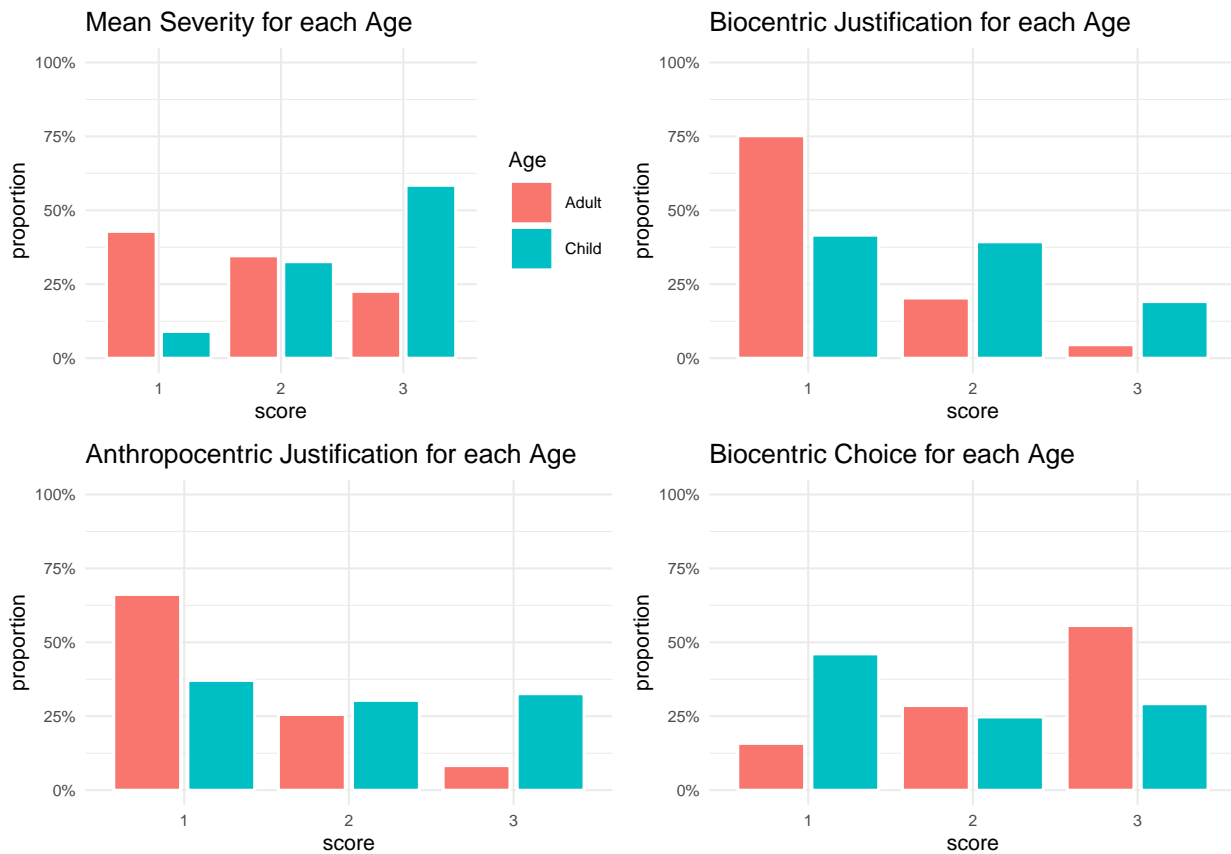 Mean Severity for each Age
100%
75%
50%
25%
0%
proportion
1 2 3
score
Age
Adult
Child
Biocentric Justification for each Age
100%
75%
50%
25%
0%
proportion
1 2 3
score
Anthropocentric Justification for each Age
100%
75%
50%
25%
0%
proportion
1 2 3
score
Biocentric Choice for each Age
100%
75%
50%
25%
0%
proportion
1 2 3
score